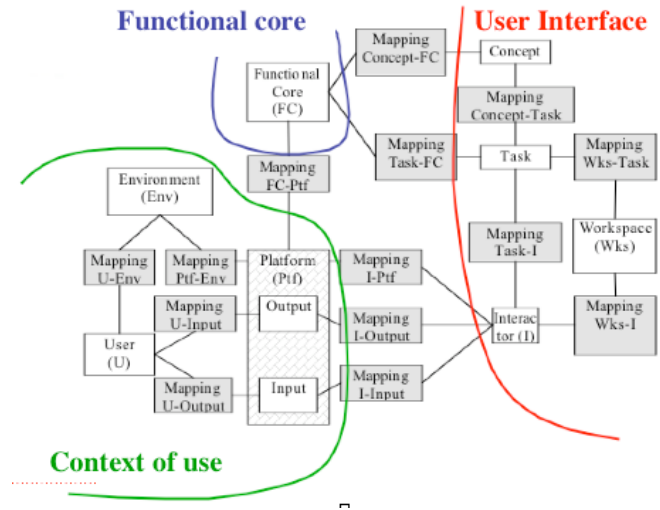 Functional core
User Interface
Mapping
Concept-FC
Concept
Functional
Core
(FC)
Mapping
Concept-Task
Mapping
Task-FC
Task
Mapping
Wks-Task
Mapping
FC-Ptf
Environment
(Env)
Workspace
(Wks)
Mapping
U-Env
Mapping
Ptf-Env
Platform
(Ptf)
Mapping
I-Ptf
Mapping
Task-I
Mapping
U-Input
Output
Mapping
I-Output
Interac
tor (I)
Mapping
Wks-I
User
(U)
Mapping
U-Output
Input
Mapping
I-Input
Context of use